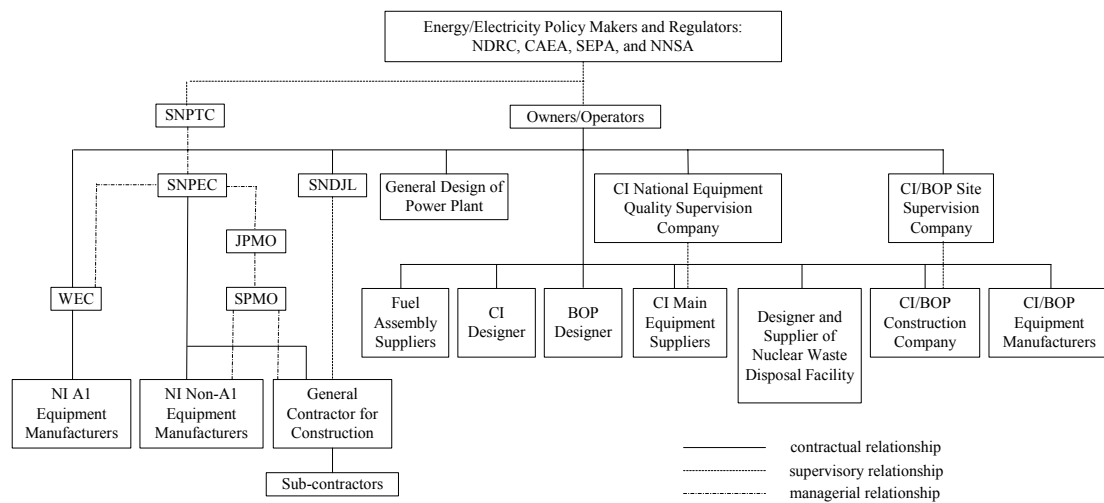 Energy/Electricity Policy Makers and Regulators:
NDRC, CAEA, SEPA, and NNSA
SNPTC
Owners/Operators
SNPEC
SNDJL
General Design of
Power Plant
CI National Equipment
Quality Supervision
Company
CI/BOP Site
Supervision
Company
JPMO
WEC
SPMO
Fuel
Assembly
Suppliers
CI
Designer
BOP
Designer
CI Main
Equipment
Suppliers
Designer and
Supplier of
Nuclear Waste
Disposal Facility
CI/BOP
Construction
Company
CI/BOP
Equipment
Manufacturers
NI A1
Equipment
Manufacturers
NI Non-A1
Equipment
Manufacturers
General
Contractor for
Construction
Sub-contractors
contractual relationship
supervisory relationship
managerial relationship